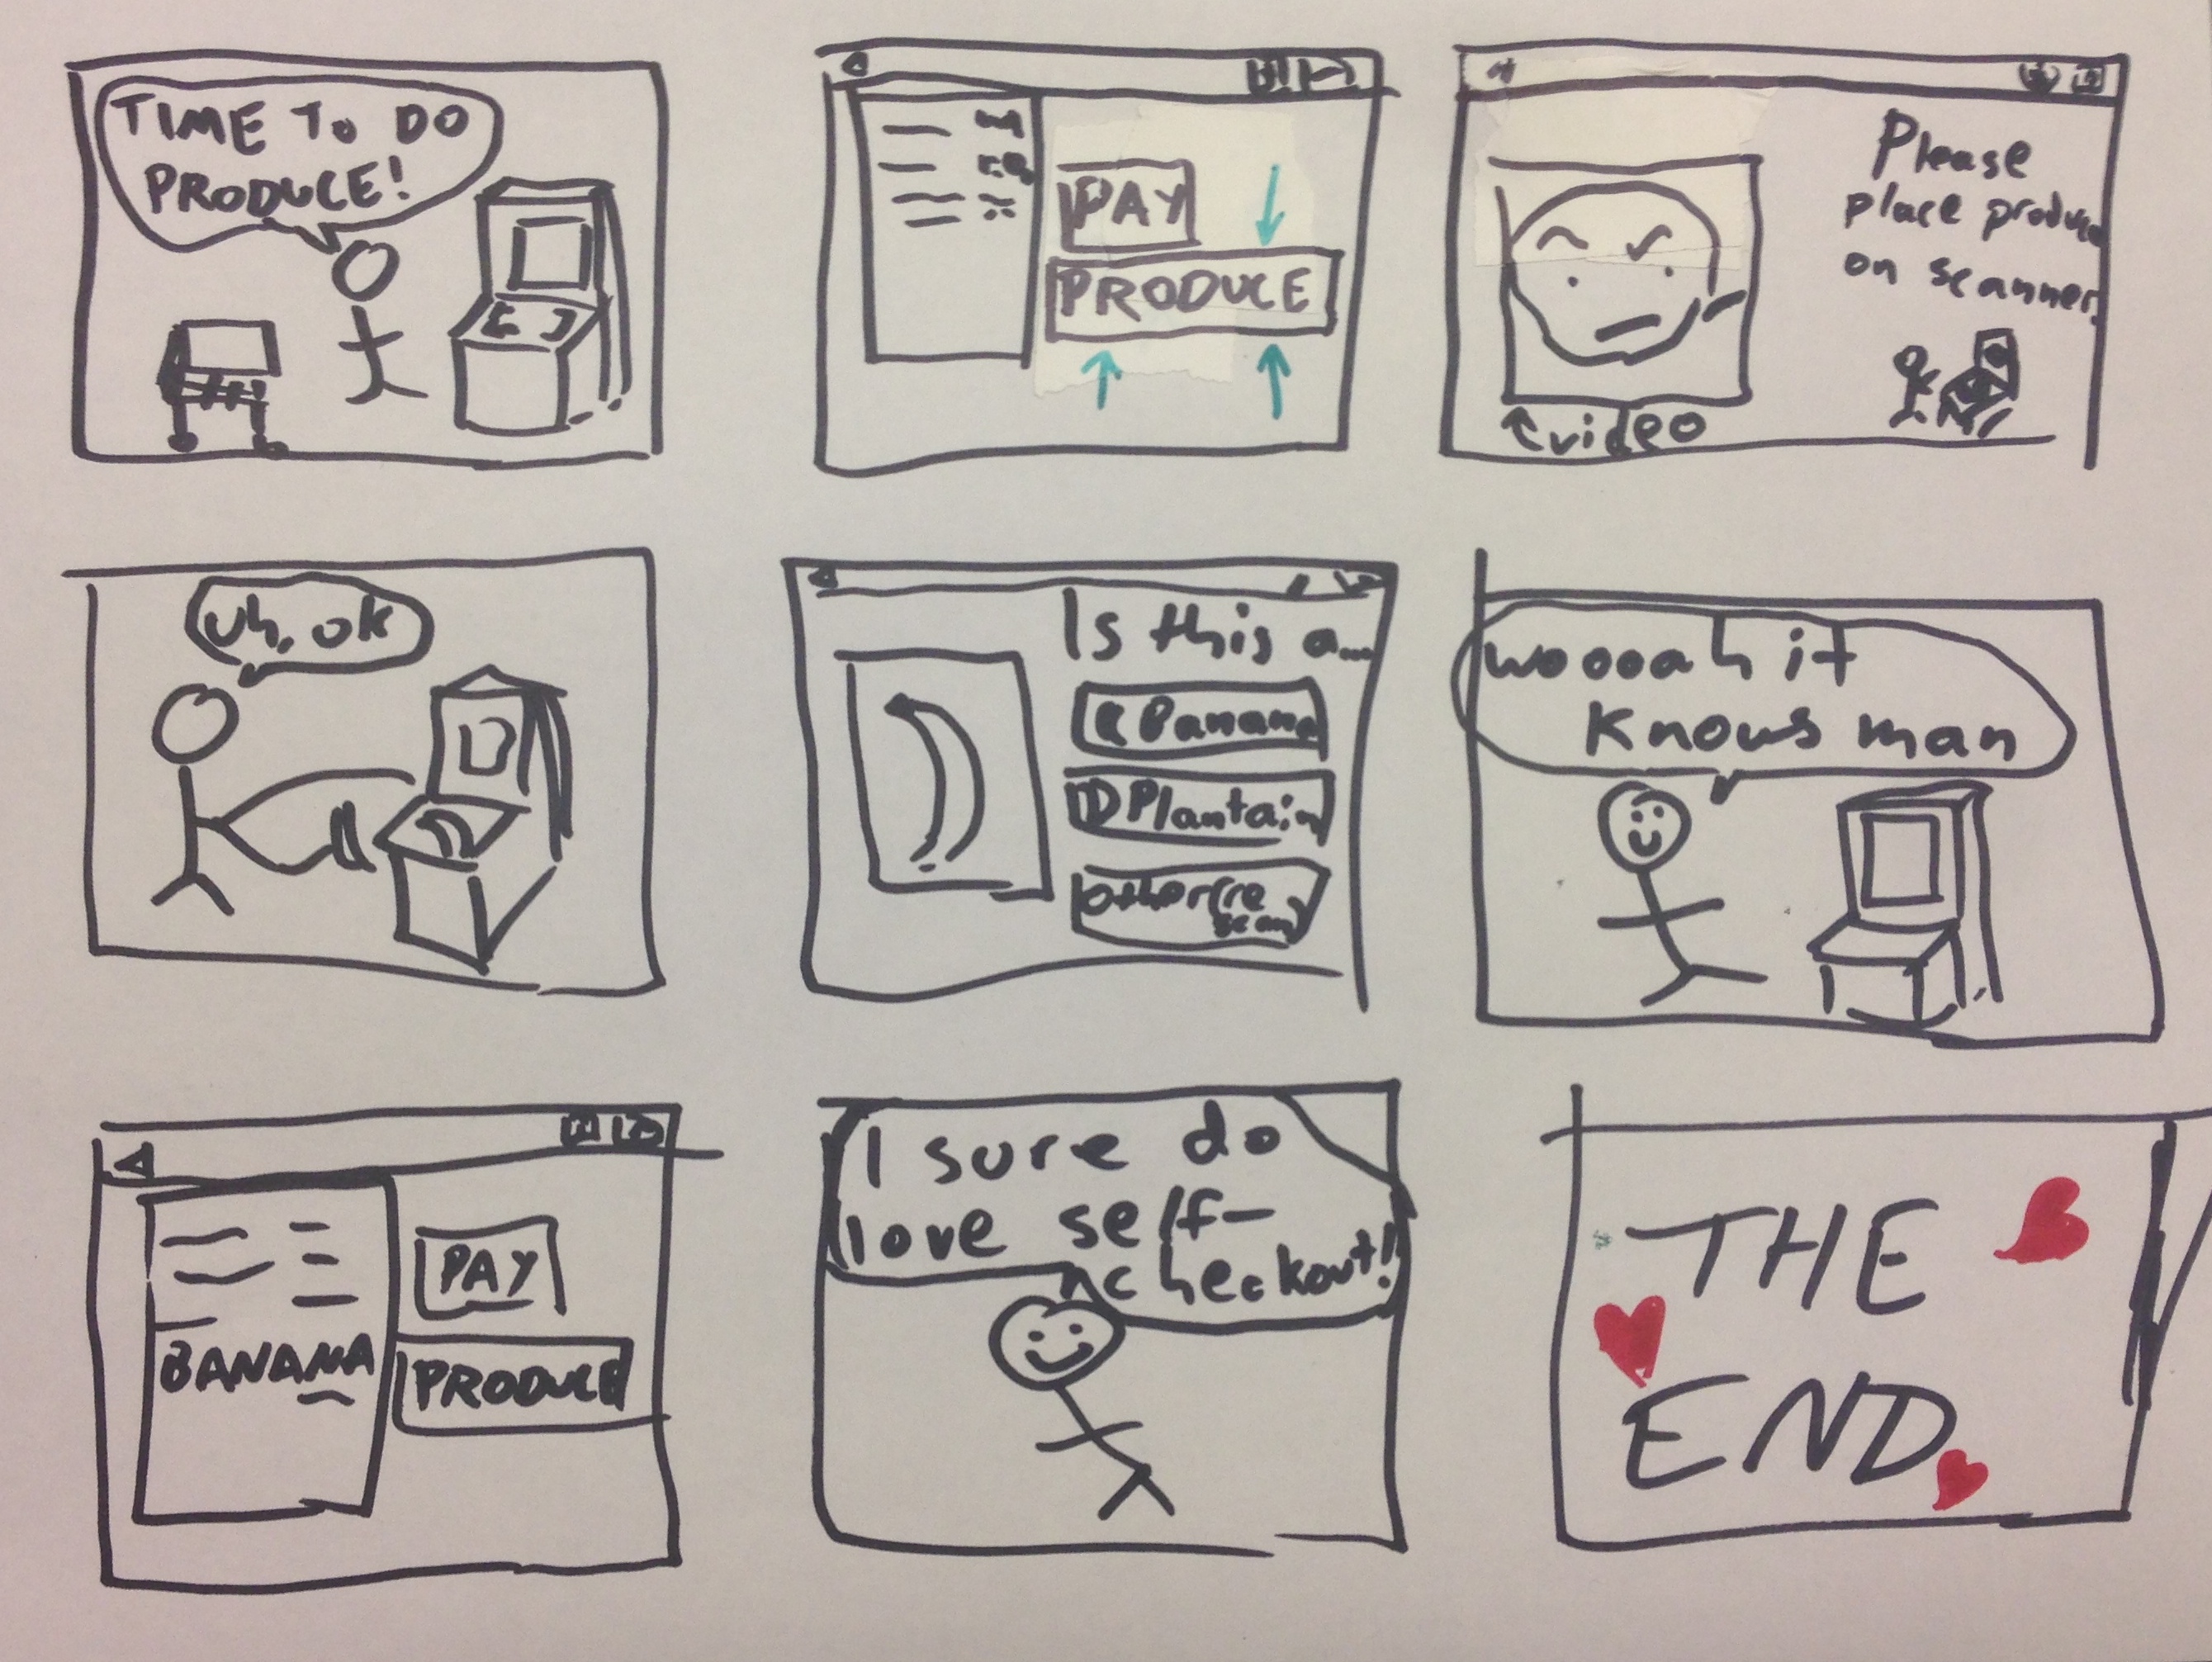 TIME TO DO
PRODUCE!
PAY
PRODUCE
Please
place produce
on scanner.
video
uh, ok
Is this a...
Banana
Plantain
other (re
scan)
woooah it
knows man
BANANA
PAY
PRODUCE
I sure do
love self-
checkout!
THE
END